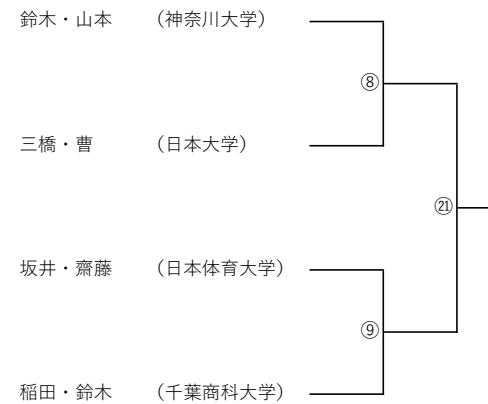 鈴木・山本 （神奈川大学）
⑧
三橋・曹 （日本大学）
㉑
坂井・齋藤 （日本体育大学）
⑨
稲田・鈴木 （千葉商科大学）